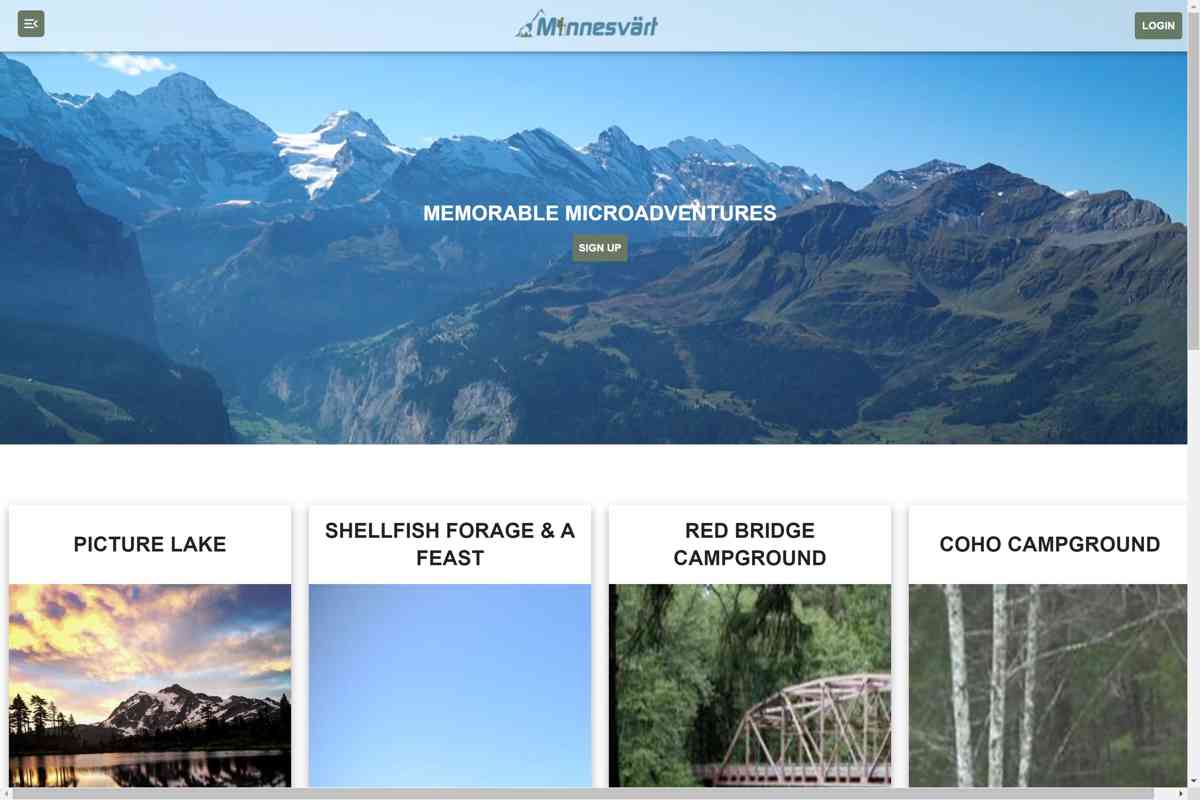 Minnesvärt
LOGIN
MEMORABLE MICROADVENTURES
SIGN UP
PICTURE LAKE
SHELLFISH FORAGE & A
FEAST
RED BRIDGE
CAMPGROUND
COHO CAMPGROUND